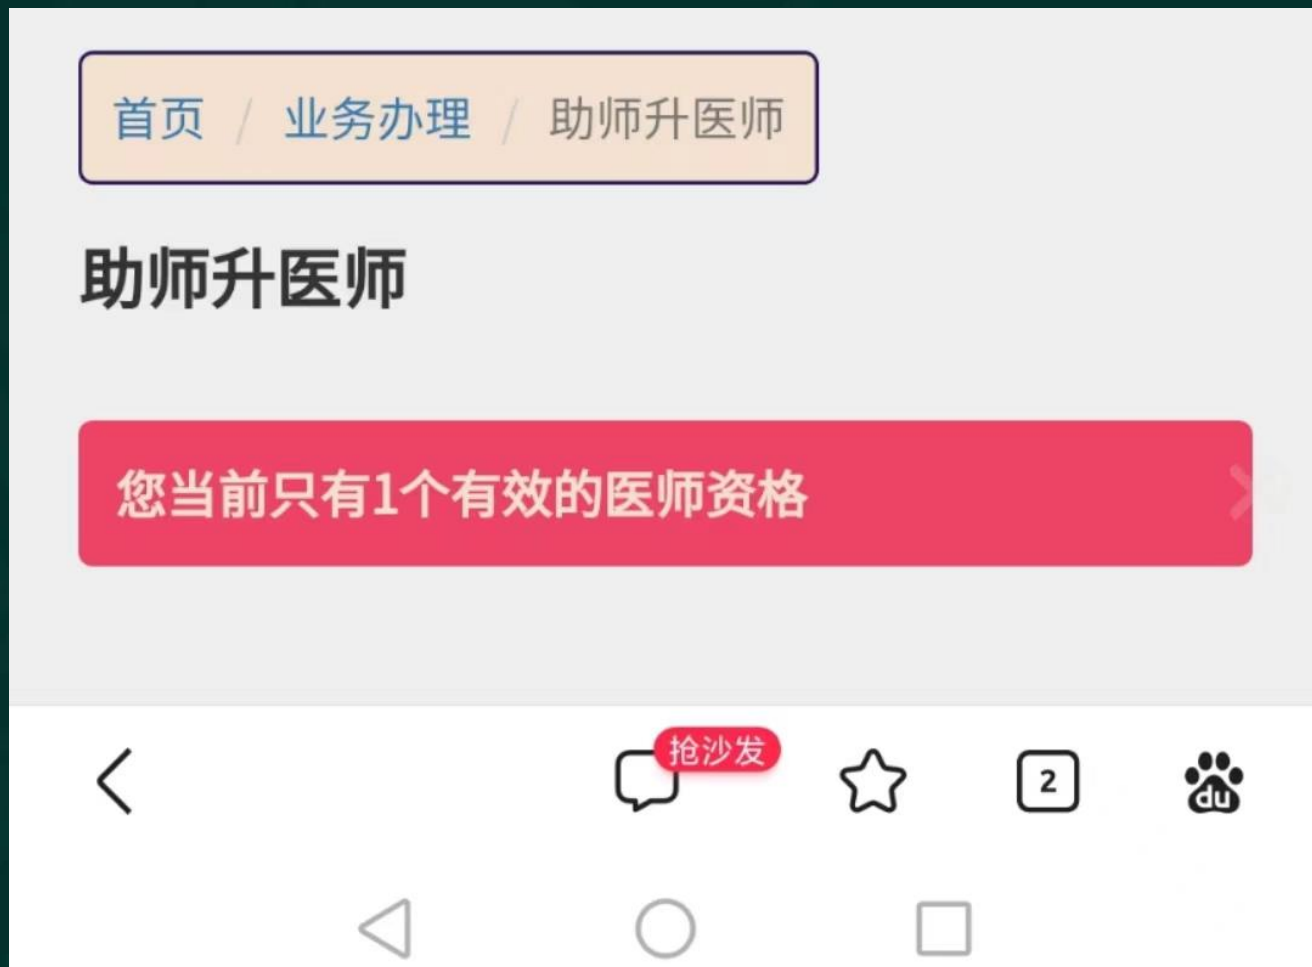 首页 / 业务办理 / 助师升医师
助师升医师
您当前只有1个有效的医师资格
抢沙发
2
du